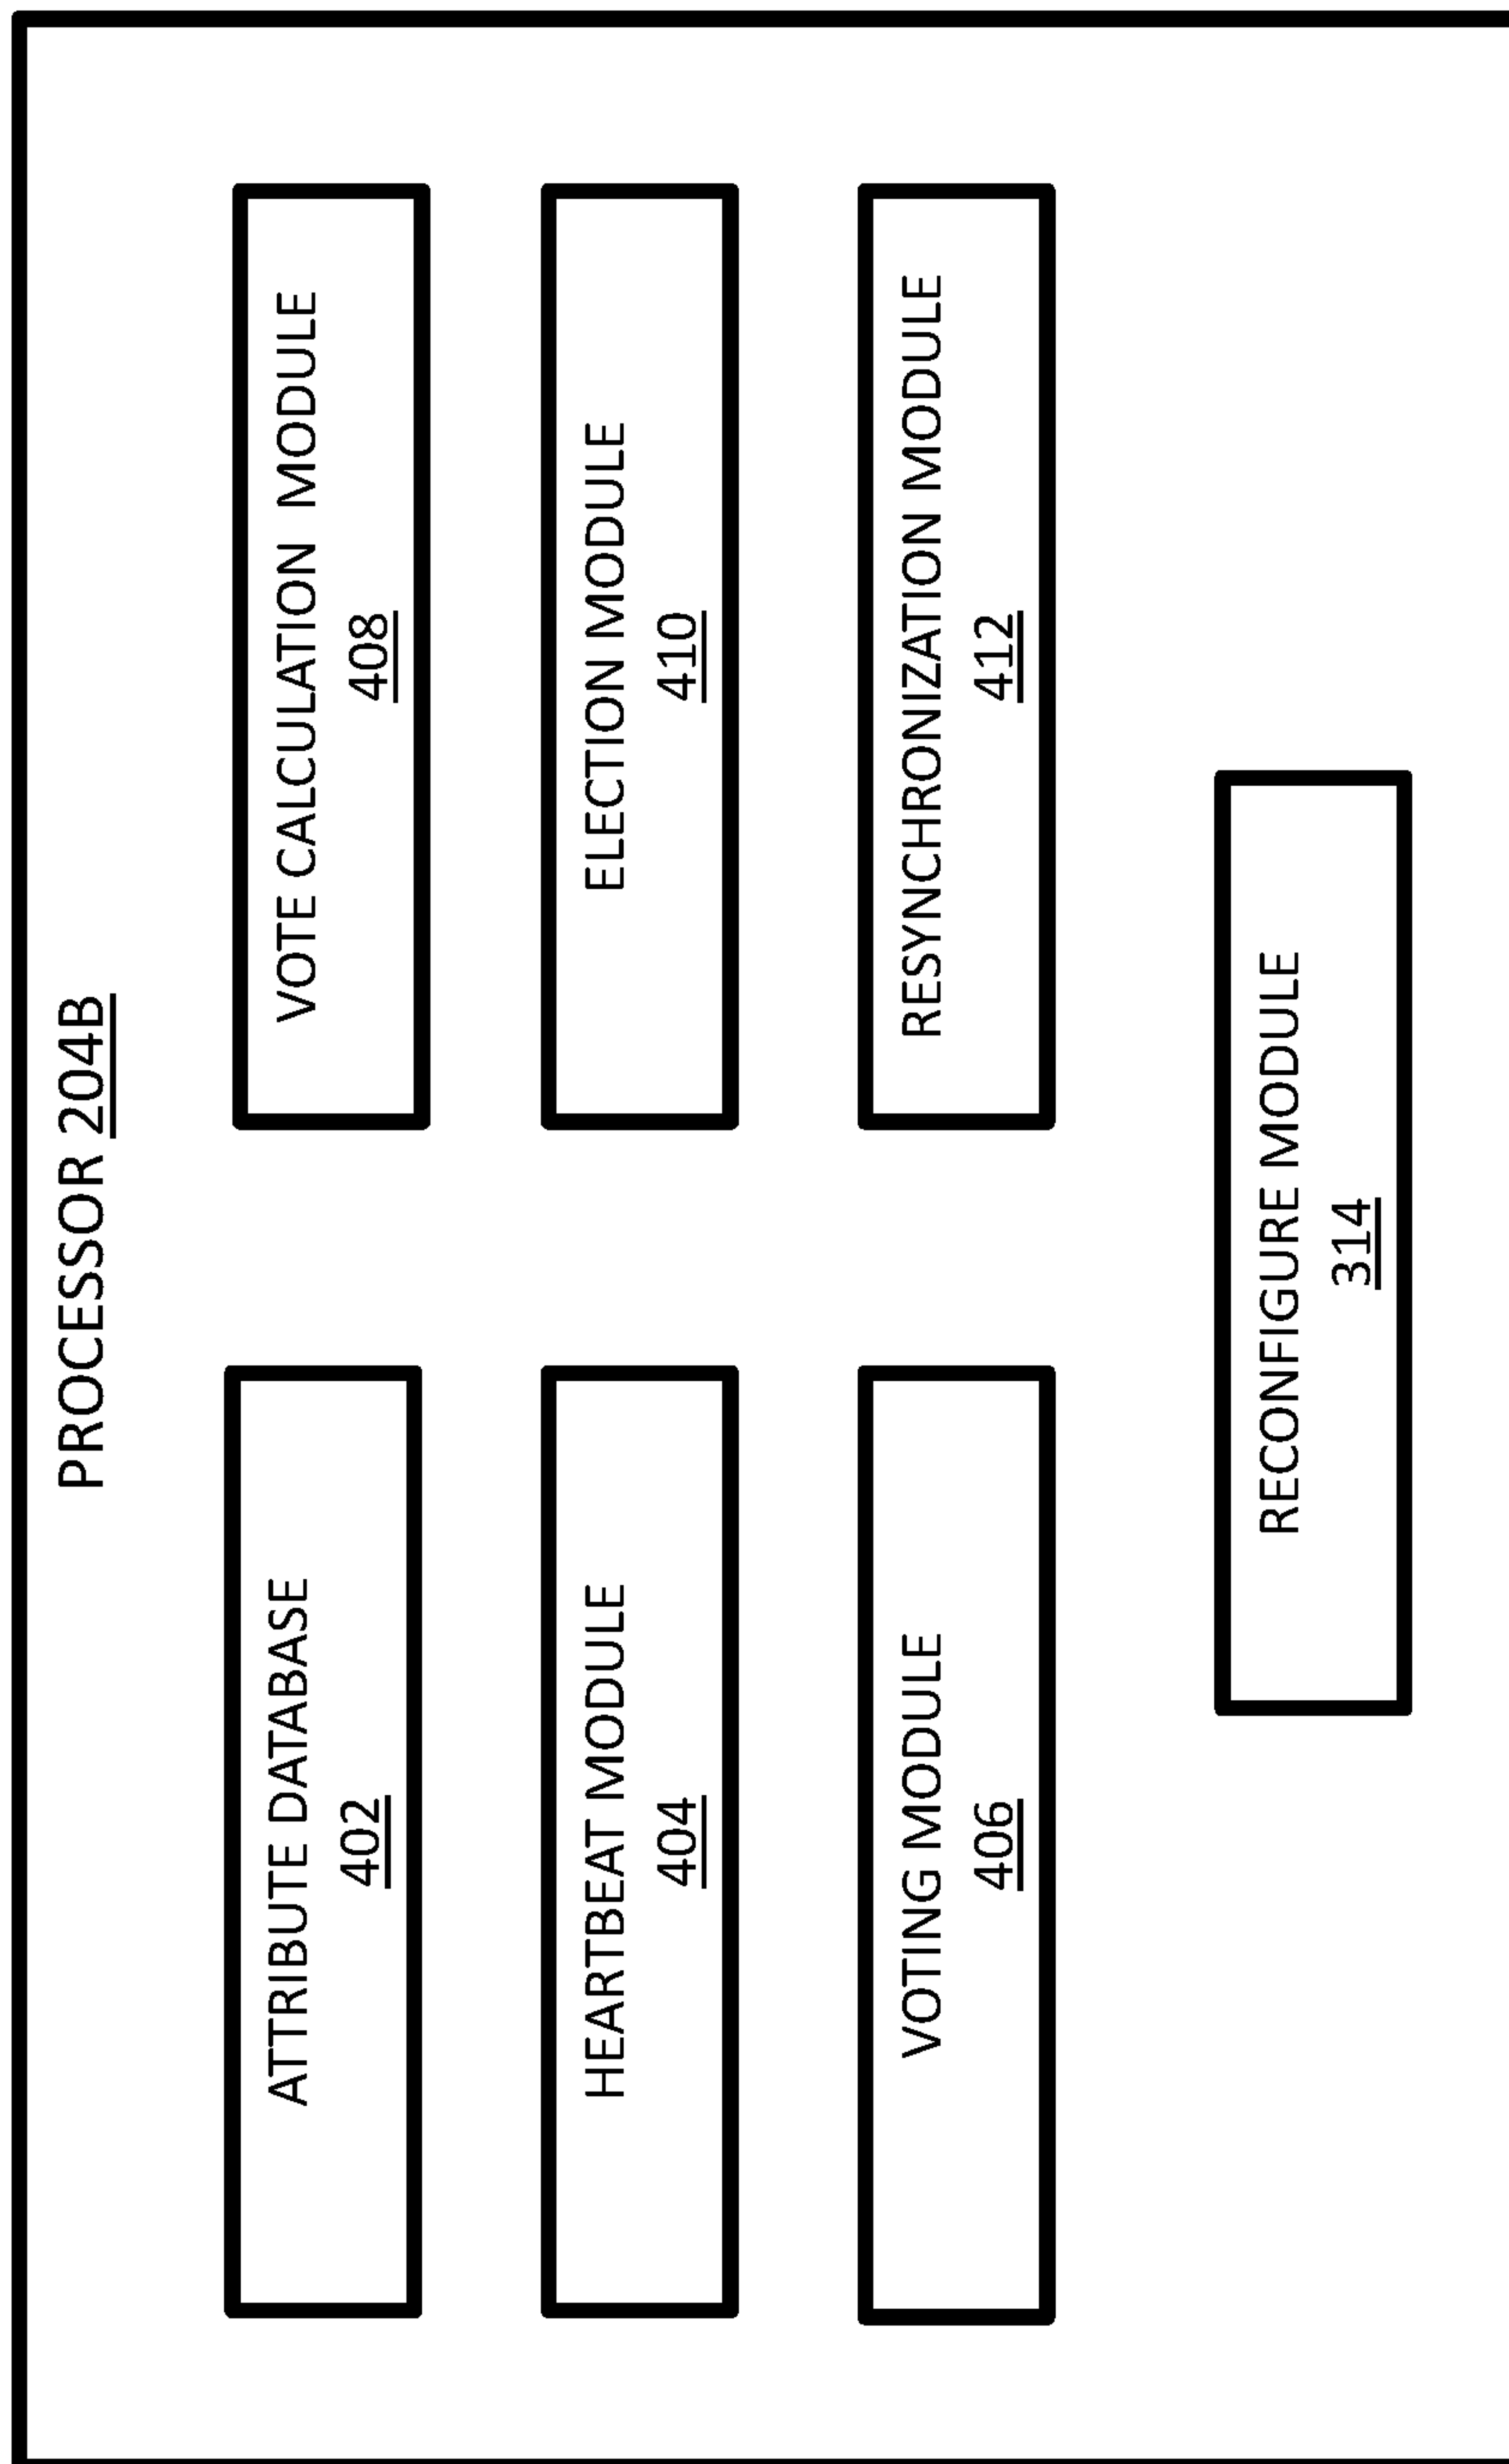 PROCESSOR 204B
ATTRIBUTE DATABASE
402
VOTE CALCULATION MODULE
408
HEARTBEAT MODULE
404
ELECTION MODULE
410
VOTING MODULE
406
RESYNCHRONIZATION MODULE
412
RECONFIGURE MODULE
314